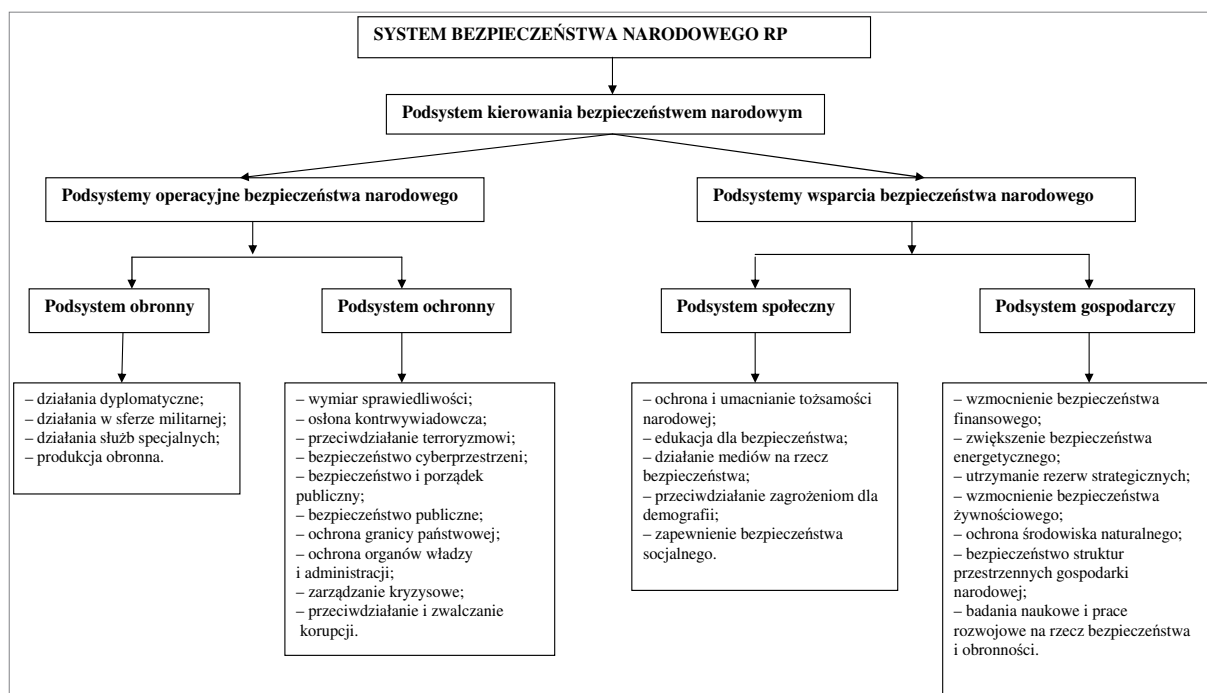 SYSTEM BEZPIECZEŃSTWA NARODOWEGO RP
Podsystem kierowania bezpieczeństwem narodowym
Podsystemy operacyjne bezpieczeństwa narodowego
Podsystemy wsparcia bezpieczeństwa narodowego
Podsystem obronny
Podsystem ochronny
Podsystem społeczny
Podsystem gospodarczy
– działania dyplomatyczne;
– działania w sferze militarnej;
– działania służb specjalnych;
– produkcja obronna.
– wymiar sprawiedliwości;
– osłona kontrwywiadowcza;
– przeciwdziałanie terroryzmowi;
– bezpieczeństwo cyberprzestrzeni;
– bezpieczeństwo i porządek
publiczny;
– bezpieczeństwo publiczne;
– ochrona granicy państwowej;
– ochrona organów władzy
i administracji;
– zarządzanie kryzysowe;
– przeciwdziałanie i zwalczanie
korupcji.
– ochrona i umacnianie tożsamości
narodowej;
– edukacja dla bezpieczeństwa;
– działanie mediów na rzecz
bezpieczeństwa;
– przeciwdziałanie zagrożeniom dla
demografii;
– zapewnienie bezpieczeństwa
socjalnego.
– wzmocnienie bezpieczeństwa
finansowego;
– zwiększenie bezpieczeństwa
energetycznego;
– utrzymanie rezerw strategicznych;
– wzmocnienie bezpieczeństwa
żywnościowego;
– ochrona środowiska naturalnego;
– bezpieczeństwo struktur
przestrzennych gospodarki
narodowej;
– badania naukowe i prace
rozwojowe na rzecz bezpieczeństwa
i obronności.